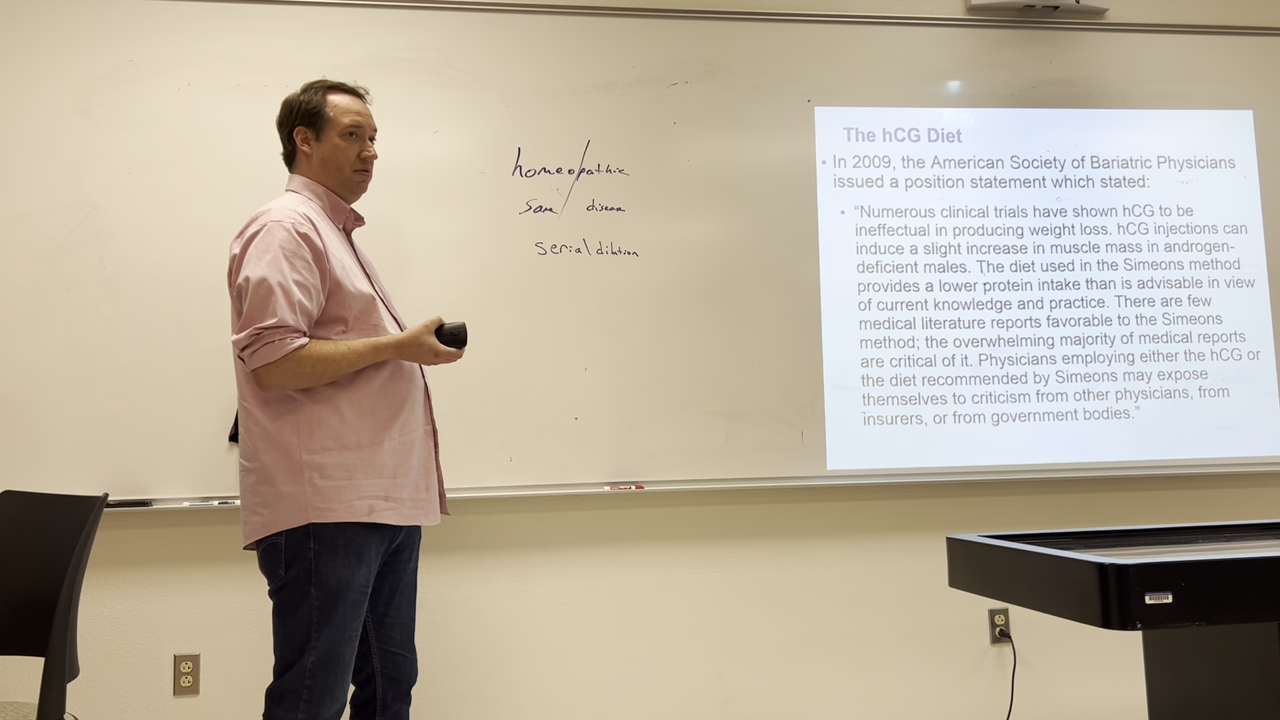 homeo/pathic
same/ disease
serial dilution
The hCG Diet
• In 2009, the American Society of Bariatric Physicians
issued a position statement which stated:
• “Numerous clinical trials have shown hCG to be
ineffectual in producing weight loss. hCG injections can
induce a slight increase in muscle mass in androgen-
deficient males. The diet used in the Simeons method
provides a lower protein intake than is advisable in view
of current knowledge and practice. There are few
medical literature reports favorable to the Simeons
method; the overwhelming majority of medical reports
are critical of it. Physicians employing either the hCG or
the diet recommended by Simeons may expose
themselves to criticism from other physicians, from
insurers, or from government bodies.”